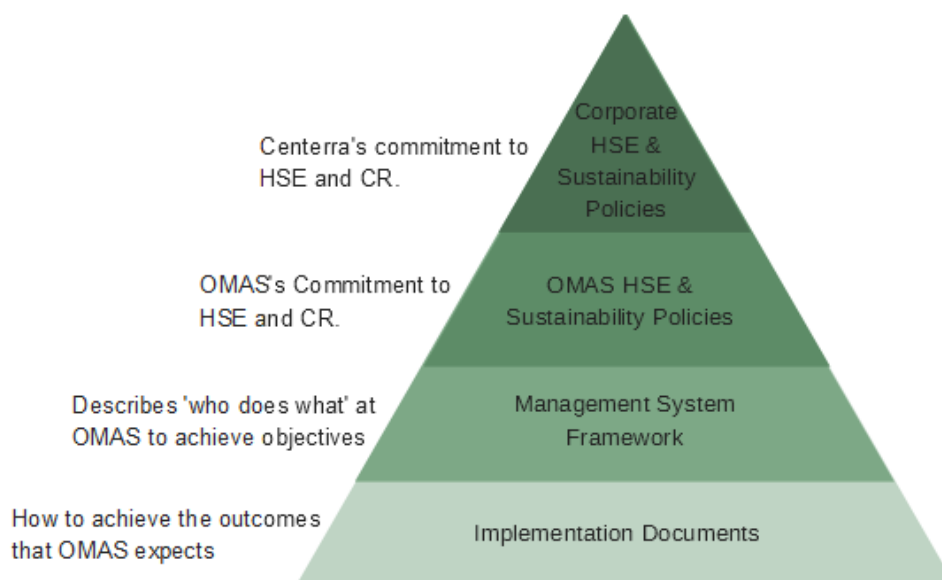 Centerra's commitment to
HSE and CR.
Corporate
HSE &
Sustainability
Policies
OMAS's Commitment to
HSE and CR.
OMAS HSE &
Sustainability Policies
Describes 'who does what' at
OMAS to achieve objectives
Management System
Framework
How to achieve the outcomes
that OMAS expects
Implementation Documents